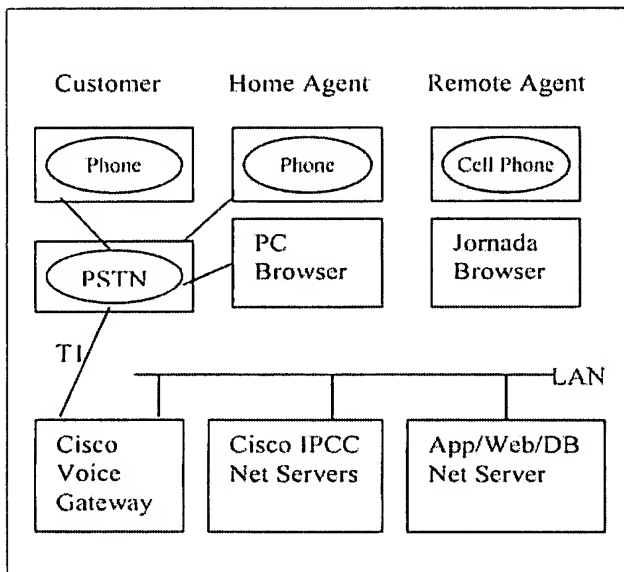 Customer
Home Agent
Remote Agent
Phone
Phone
Cell Phone
PSTN
PC
Browser
Jornada
Browser
T1
LAN
Cisco
Voice
Gateway
Cisco IPCC
Net Servers
App/Web/DB
Net Server